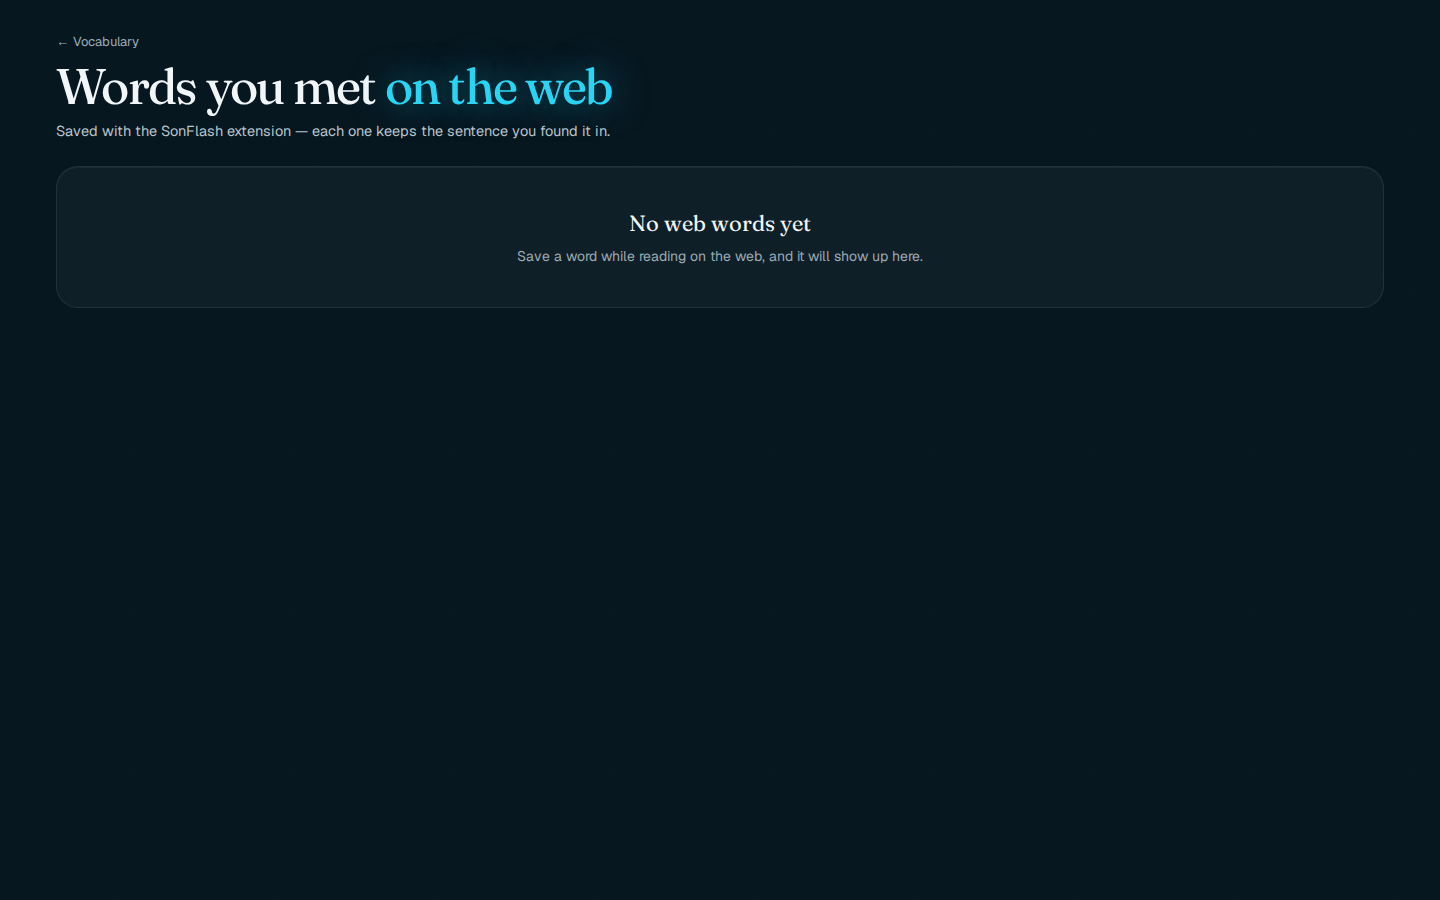 ← Vocabulary
Words you met on the web
Saved with the SonFlash extension — each one keeps the sentence you found it in.
No web words yet
Save a word while reading on the web, and it will show up here.